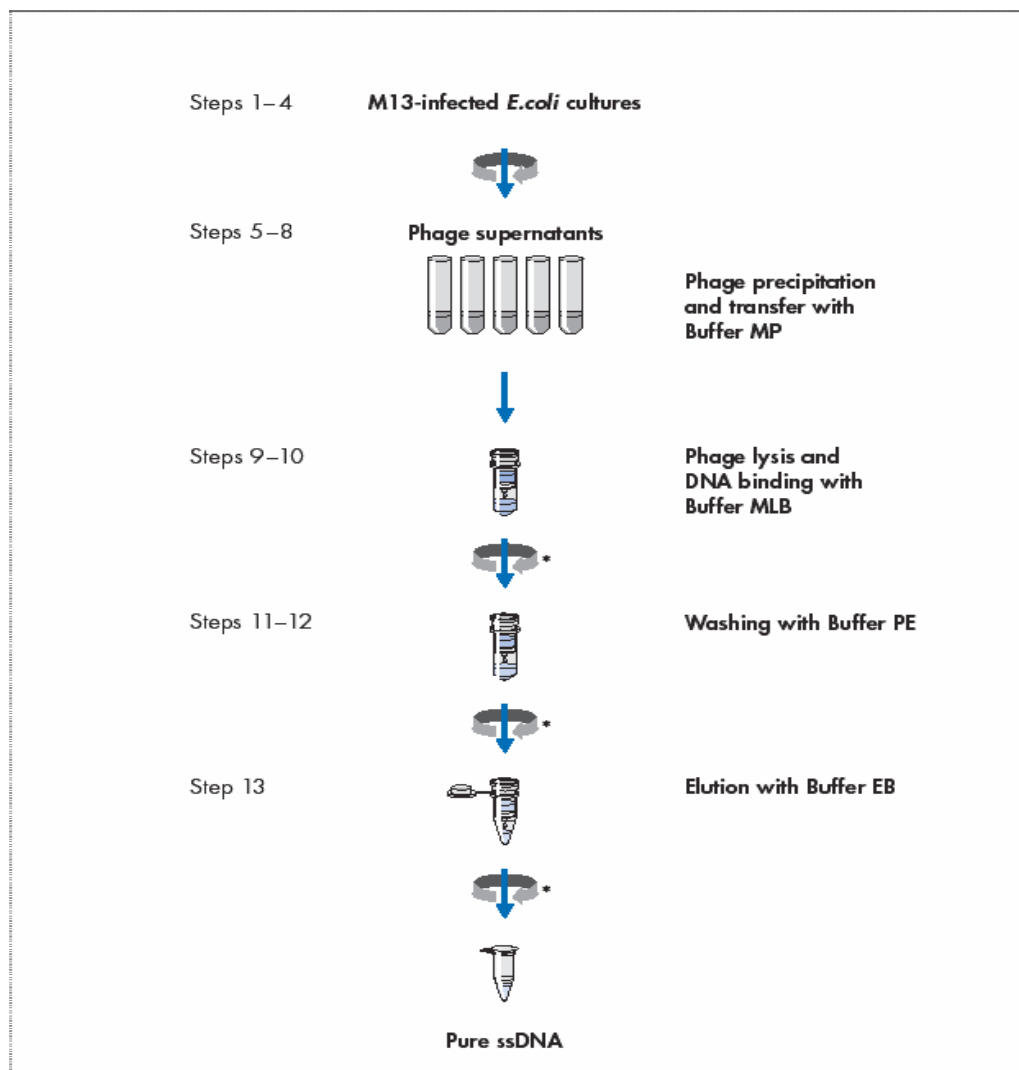 Steps 1–4
M13-infected E.coli cultures
Steps 5–8
Phage supernatants
Phage precipitation
and transfer with
Buffer MP
Steps 9–10
Phage lysis and
DNA binding with
Buffer MLB
*
Steps 11–12
Washing with Buffer PE
*
Step 13
Elution with Buffer EB
*
Pure ssDNA